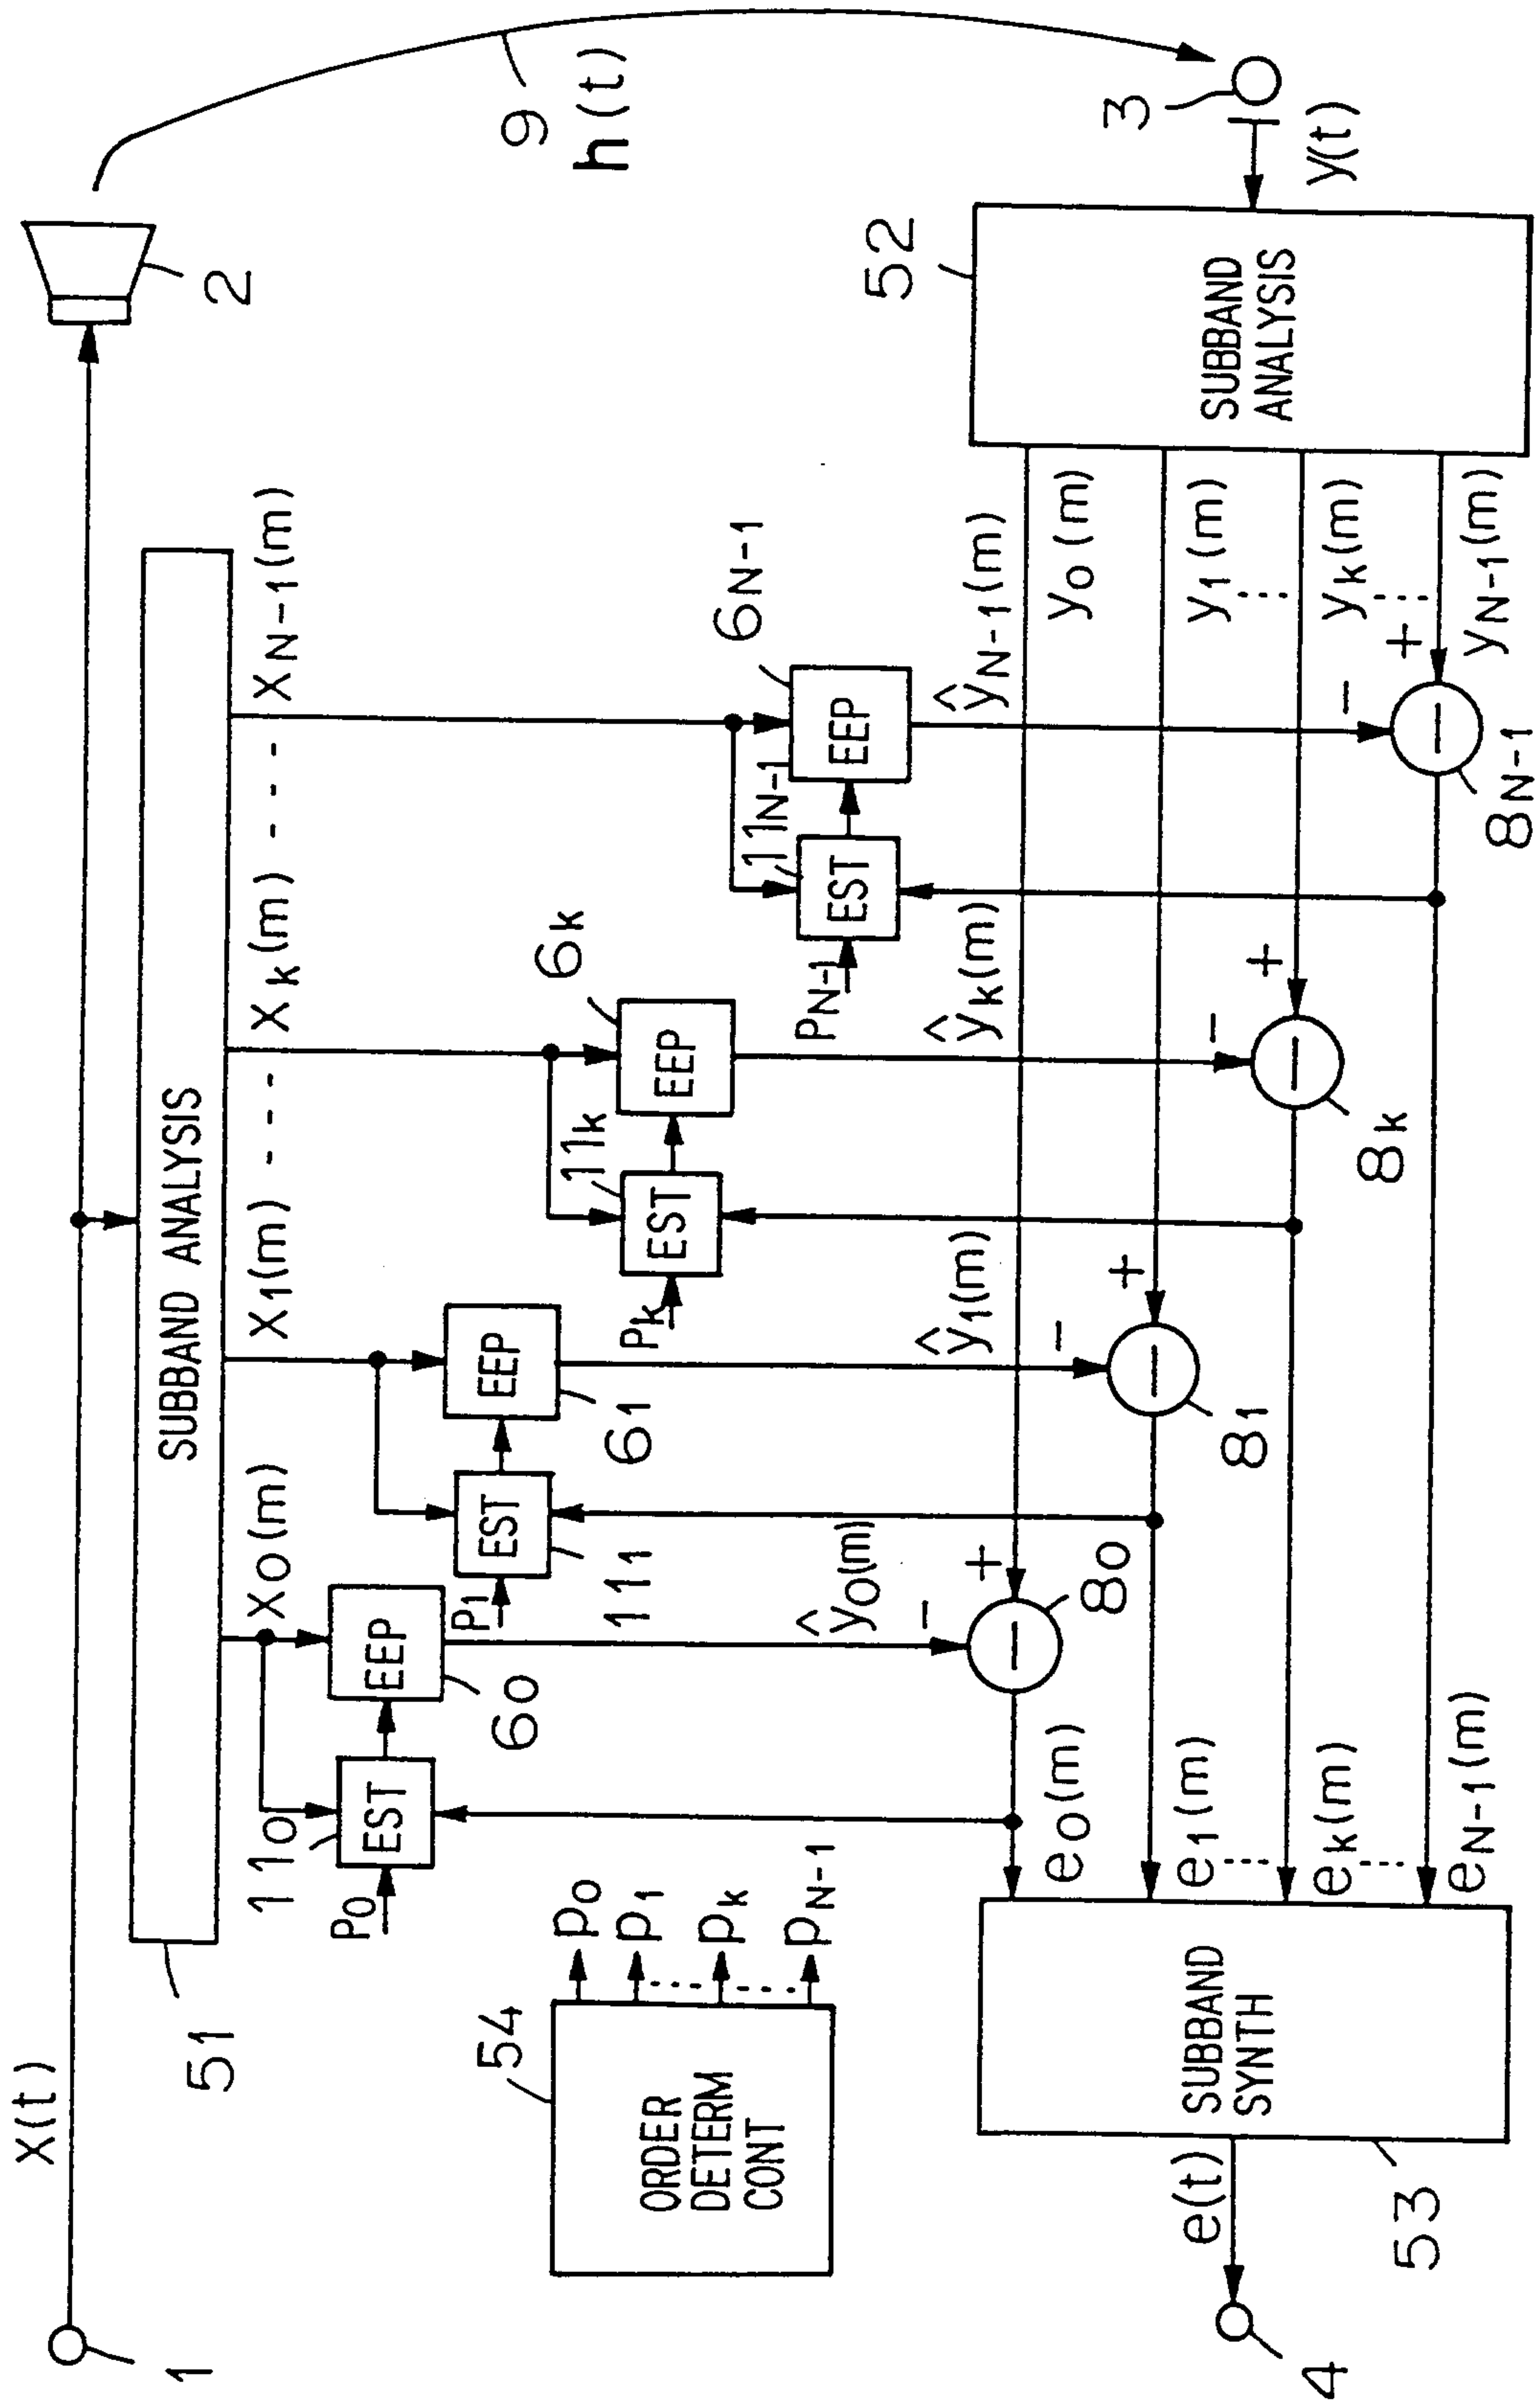 X(t)
1
2
9
h(t)
3
y(t)
51
SUBBAND ANALYSIS
X0(m)
X1(m)
Xk(m)
XN-1(m)
52
SUBBAND
ANALYSIS
110
EST
P0
EEP
60
111
EST
P1
EEP
61
11k
EST
Pk
EEP
6k
11N-1
EST
PN-1
EEP
6N-1
54
ORDER
DETERM
CONT
p0
p1
pk
pN-1
ŷ0(m)
ŷ1(m)
ŷk(m)
ŷN-1(m)
y0(m)
y1(m)
yk(m)
yN-1(m)
+
−
−
80
+
−
−
81
+
−
−
8k
+
−
−
8N-1
e0(m)
e1(m)
ek(m)
eN-1(m)
SUBBAND
SYNTH
53
e(t)
4